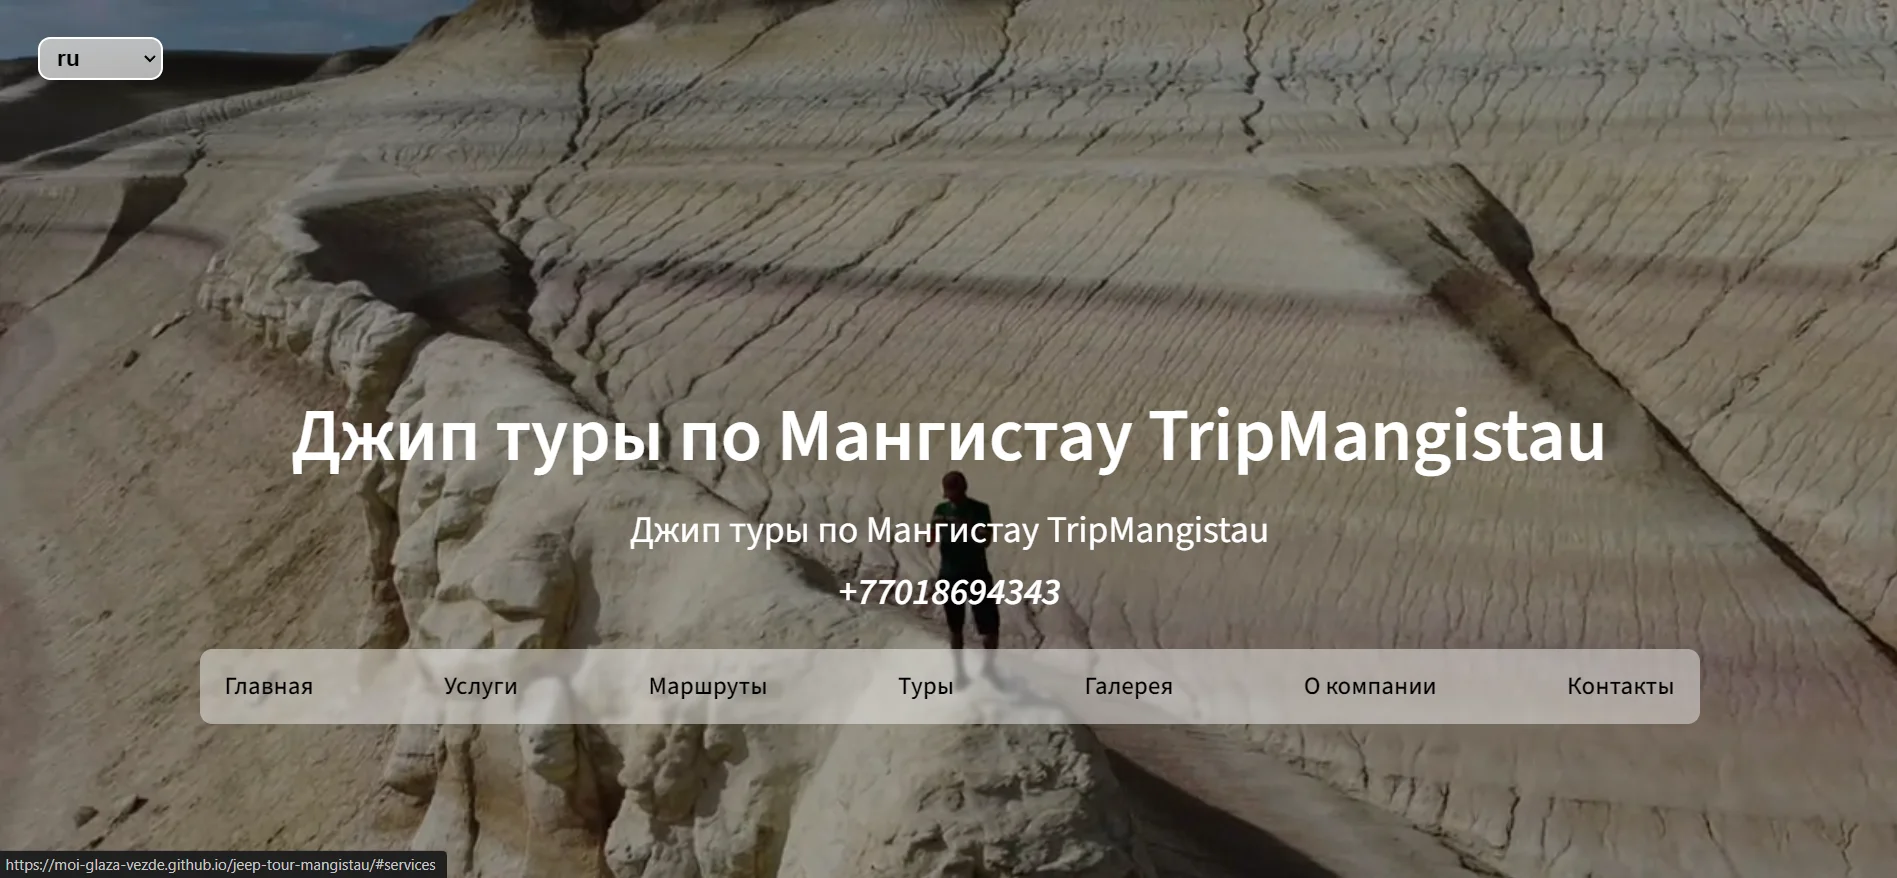 ru
Джип туры по Мангистау TripMangistau
Джип туры по Мангистау TripMangistau
+77018694343
Главная Услуги Маршруты Туры Галерея О компании Контакты
https://moi-glaza-vezde.github.io/jeep-tour-mangistau/#services